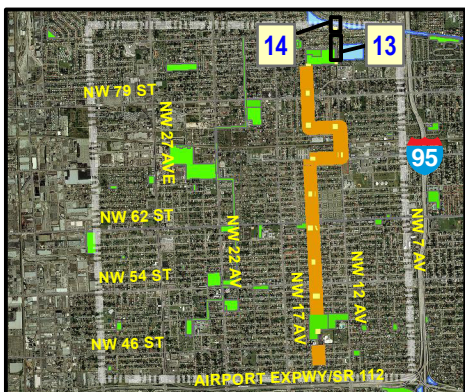 14
13
NW 79 ST
NW 27 AVE
95
NW 62 ST
NW 22 AV
NW 7 AV
NW 54 ST
NW 17 AV
NW 12 AV
NW 46 ST
AIRPORT EXPWY/SR 112